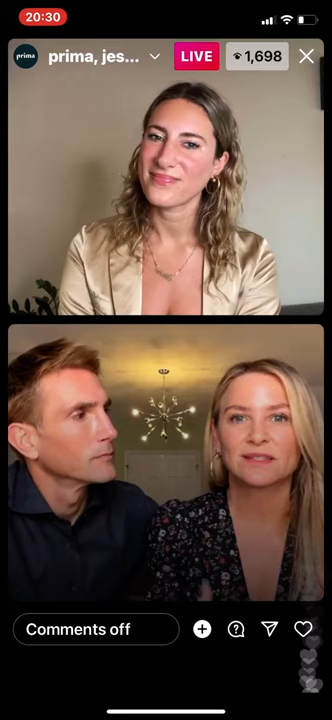 20:30
prima
prima, jes...
LIVE
1,698
Comments off